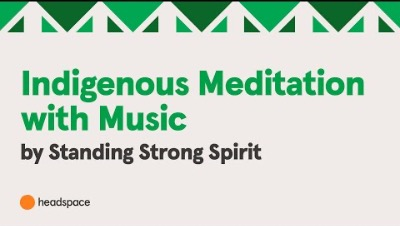 Indigenous Meditation
with Music
by Standing Strong Spirit
headspace